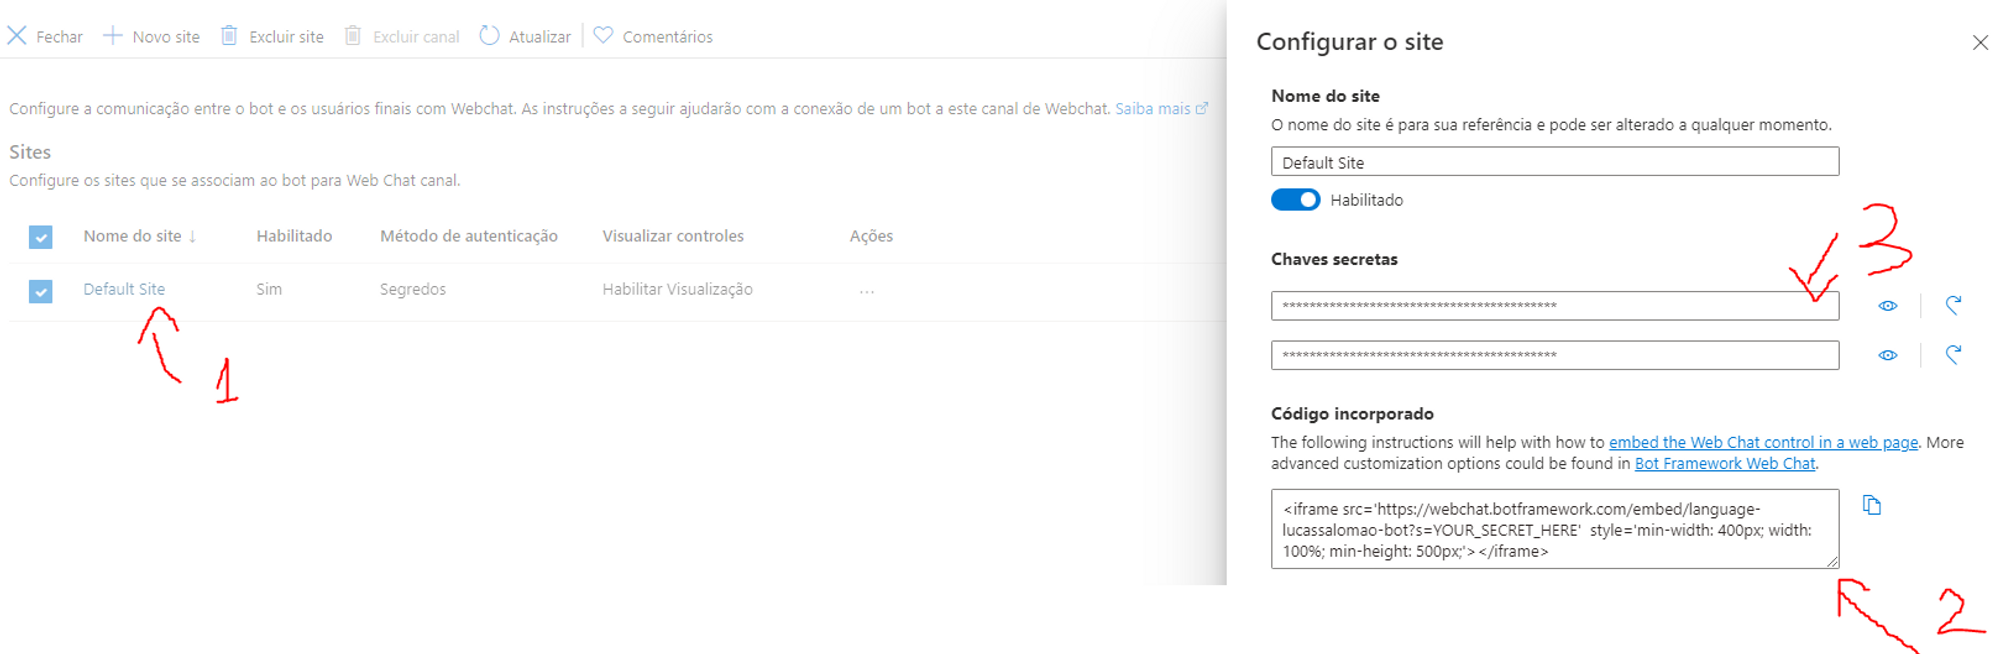 Fechar Novo site Excluir site Excluir canal Atualizar Comentários
Configure a comunicação entre o bot e os usuários finais com Webchat. As instruções a seguir ajudarão com a conexão de um bot a este canal de Webchat. Saiba mais
Sites
Configure os sites que se associam ao bot para Web Chat canal.
Nome do site ↓ Habilitado Método de autenticação Visualizar controles Ações
Default Site Sim Segredos Habilitar Visualização ...
1
Configurar o site
Nome do site
O nome do site é para sua referência e pode ser alterado a qualquer momento.
Default Site
Habilitado
3
Chaves secretas
*****************************************
*****************************************
Código incorporado
The following instructions will help with how to embed the Web Chat control in a web page. More
advanced customization options could be found in Bot Framework Web Chat.
<iframe src='https://webchat.botframework.com/embed/language-
lucassalomao-bot?s=YOUR_SECRET_HERE'  style='min-width: 400px; width:
100%; min-height: 500px;'></iframe>
2